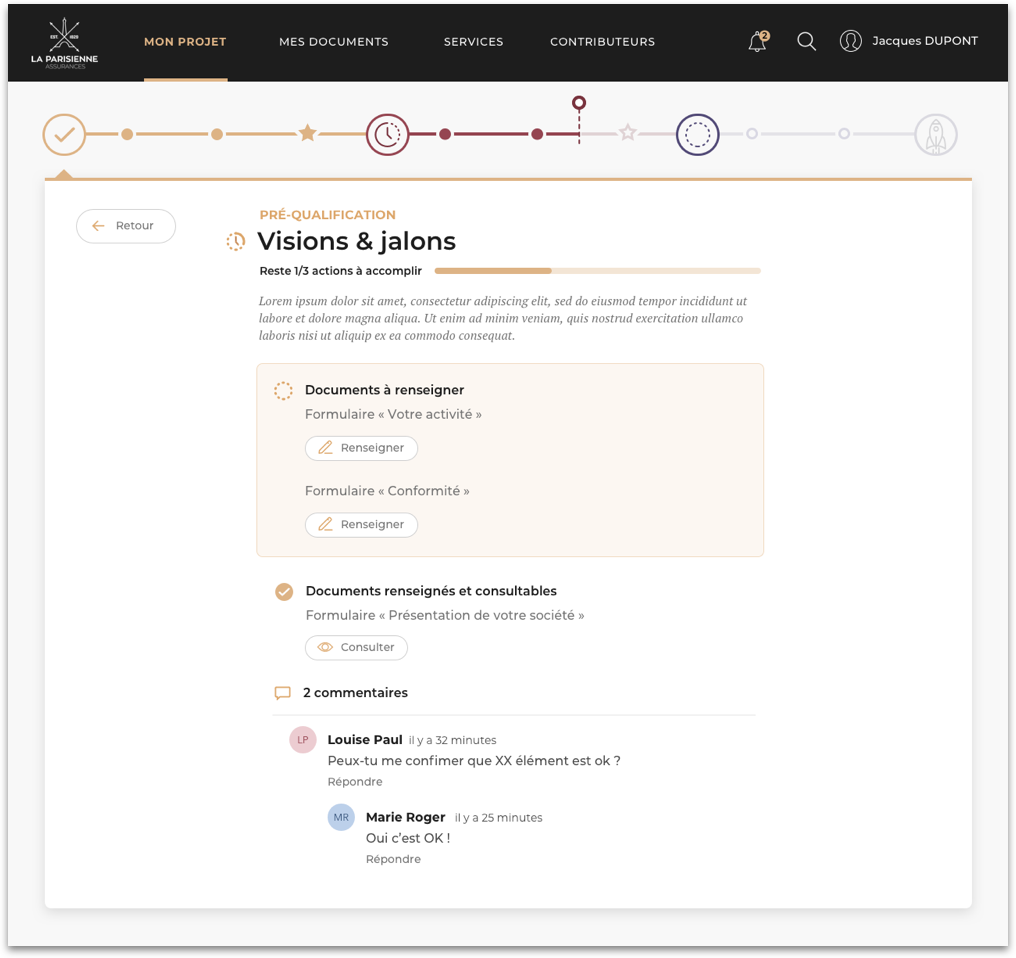 EST. 1825
LA PARISIENNE
ASSURANCES
MON PROJET
MES DOCUMENTS
SERVICES
CONTRIBUTEURS
2
Jacques DUPONT
Retour
PRÉ-QUALIFICATION
Visions & jalons
Reste 1/3 actions à accomplir
Lorem ipsum dolor sit amet, consectetur adipiscing elit, sed do eiusmod tempor incididunt ut
labore et dolore magna aliqua. Ut enim ad minim veniam, quis nostrud exercitation ullamco
laboris nisi ut aliquip ex ea commodo consequat.
Documents à renseigner
Formulaire « Votre activité »
Renseigner
Formulaire « Conformité »
Renseigner
Documents renseignés et consultables
Formulaire « Présentation de votre société »
Consulter
2 commentaires
LP
Louise Paul il y a 32 minutes
Peux-tu me confimer que XX élément est ok ?
Répondre
MR
Marie Roger il y a 25 minutes
Oui c’est OK !
Répondre